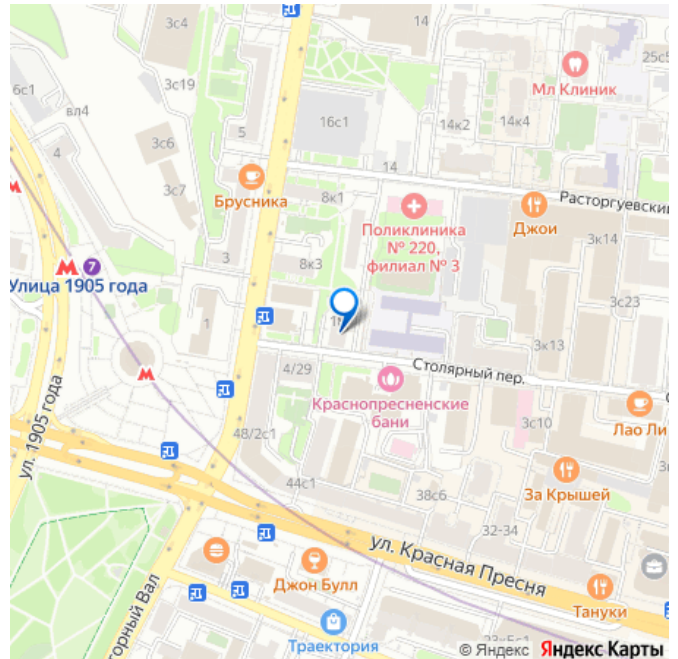 3с4
14
25с5
Мл Клиник
3с19
6с1
вл4
5
16с1
14к2
14к4
3с6
4
14
3с7
Брусника
8к1
Расторгуевский
Поликлиника
№ 220,
филиал № 3
Джои
3к14
3
8к3
7
Улица 1905 года
3с23
1
3к13
Столярный пер.
4/29
Краснопресненские
бани
ул. 1905 года
48/2с1
3с10
Лао Ли
44с1
38с6
За Крышей
32-34
ул. Красная Пресня
Джон Булл
Тануки
торный Вал
Траектория
© Яндекс Яндекс Карты